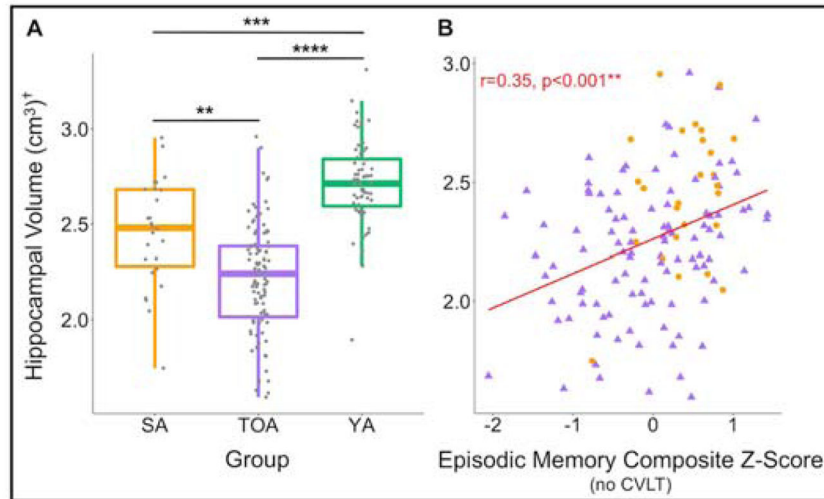 A
***
****
**
Hippocampal Volume (cm³)†
3.0
2.5
2.0
SA TOA YA
Group
B
r=0.35, p<0.001**
3.0
2.5
2.0
-2 -1 0 1
Episodic Memory Composite Z-Score
(no CVLT)